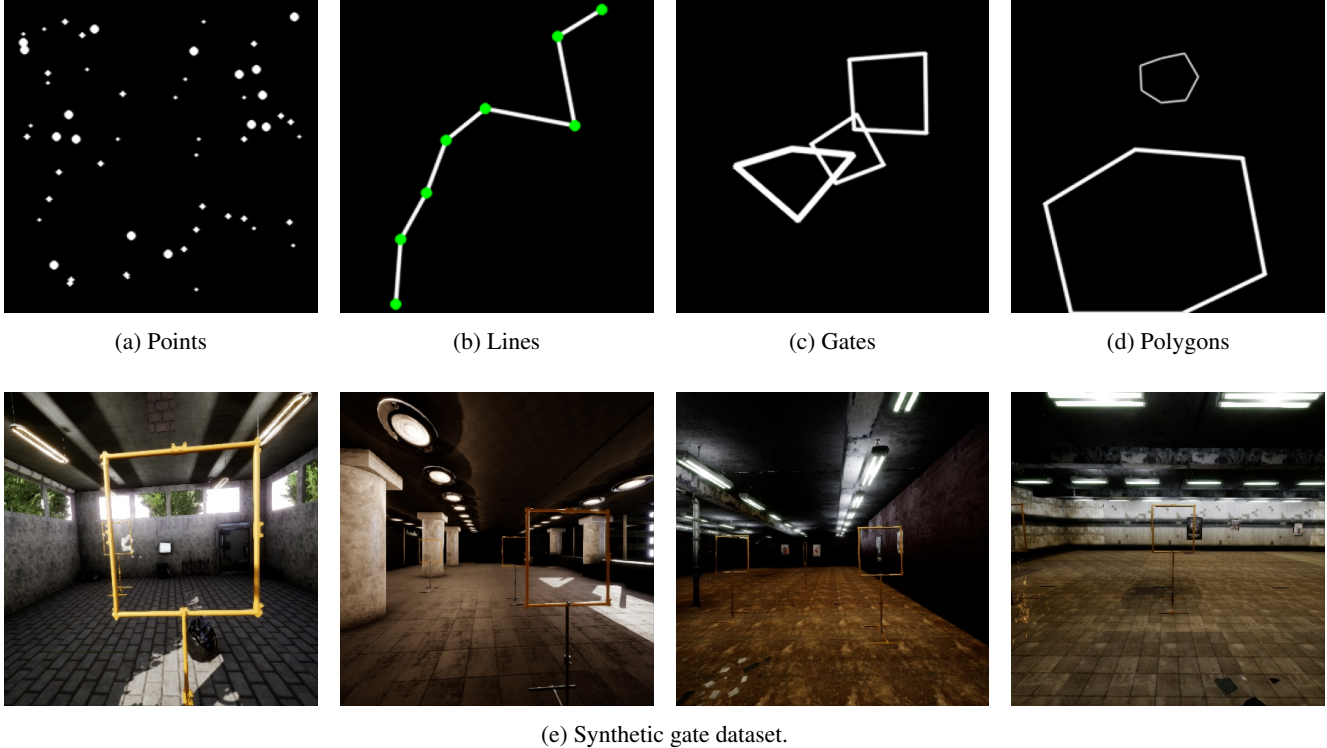 (a) Points
(b) Lines
(c) Gates
(d) Polygons
(e) Synthetic gate dataset.